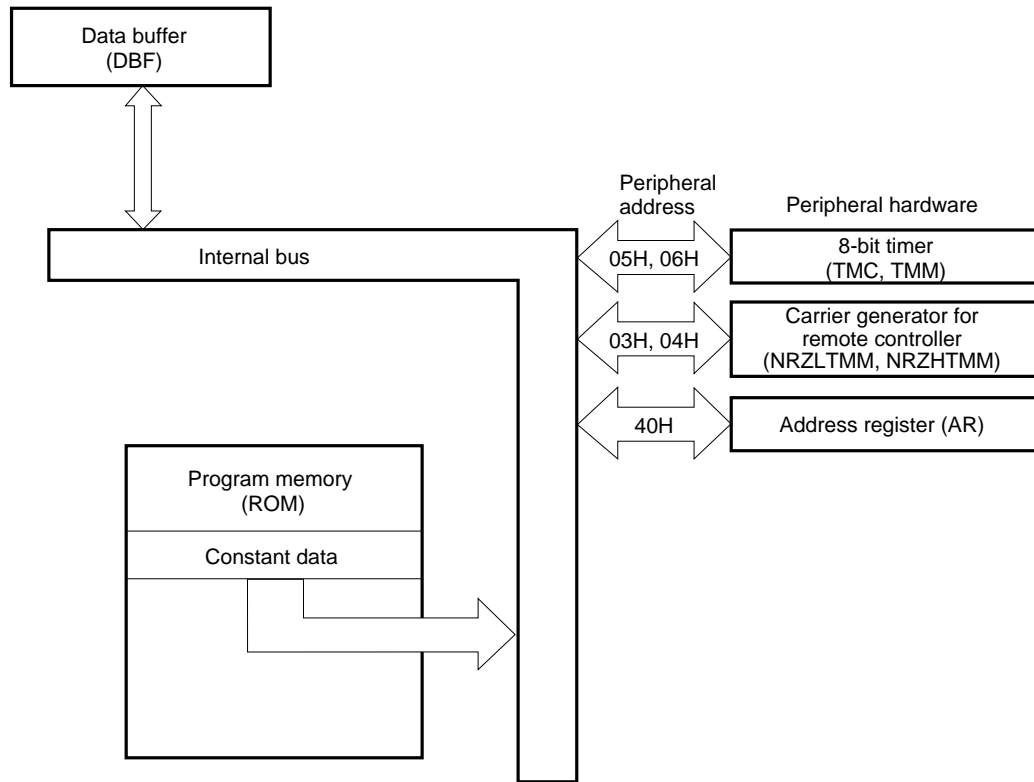 Data buffer
(DBF)
Peripheral
address
Peripheral hardware
Internal bus
05H, 06H
8-bit timer
(TMC, TMM)
03H, 04H
Carrier generator for
remote controller
(NRZLTMM, NRZHTMM)
40H
Address register (AR)
Program memory
(ROM)
Constant data